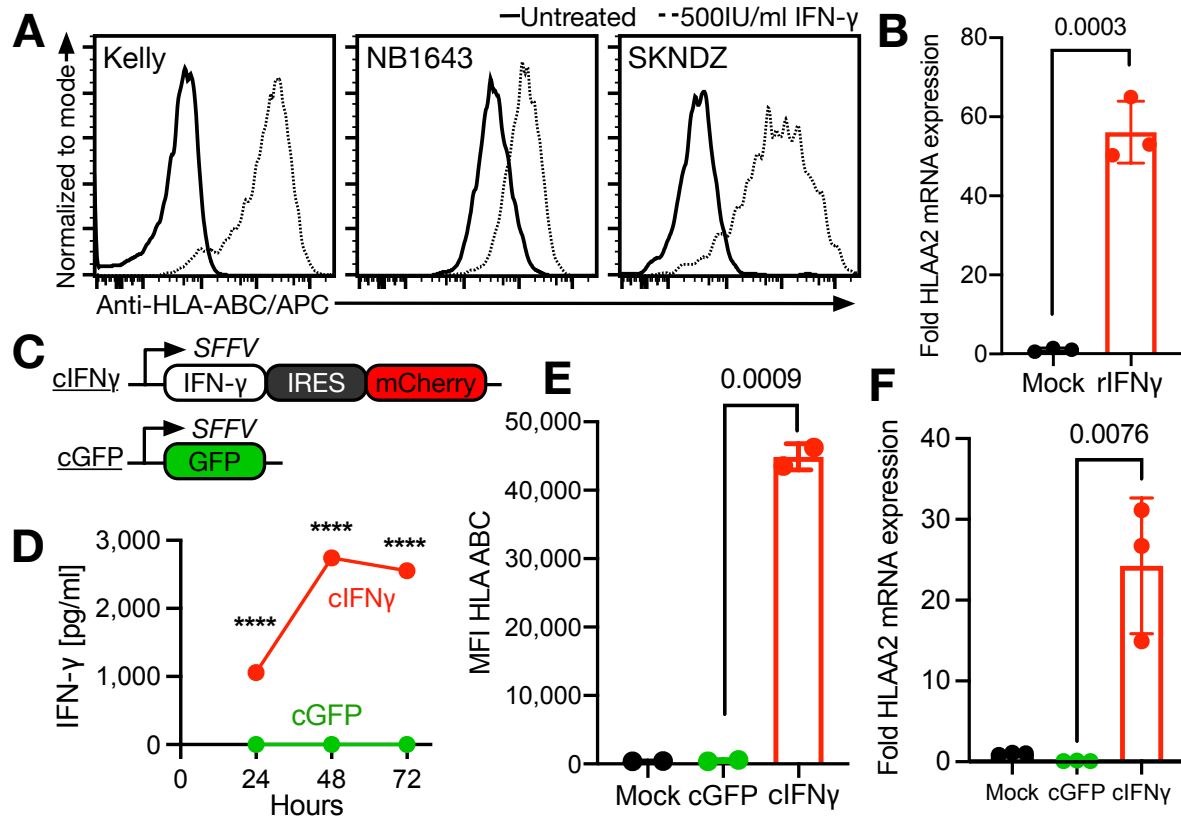 A
Untreated
500IU/ml IFN-γ
Kelly
NB1643
SKNDZ
Normalized to mode
Anti-HLA-ABC/APC
B
0.0003
Fold HLAA2 mRNA expression
80
60
40
20
0
Mock rIFNγ
C
SFFV
cIFNγ
IFN-γ IRES mCherry
SFFV
cGFP
GFP
D
IFN-γ [pg/ml]
3,000
2,000
1,000
0
****
****
****
cIFNγ
cGFP
0 24 48 72
Hours
E
0.0009
MFI HLA ABC
50,000
40,000
30,000
20,000
10,000
0
Mock cGFP cIFNγ
F
0.0076
Fold HLAA2 mRNA expression
40
30
20
10
0
Mock cGFP cIFNγ